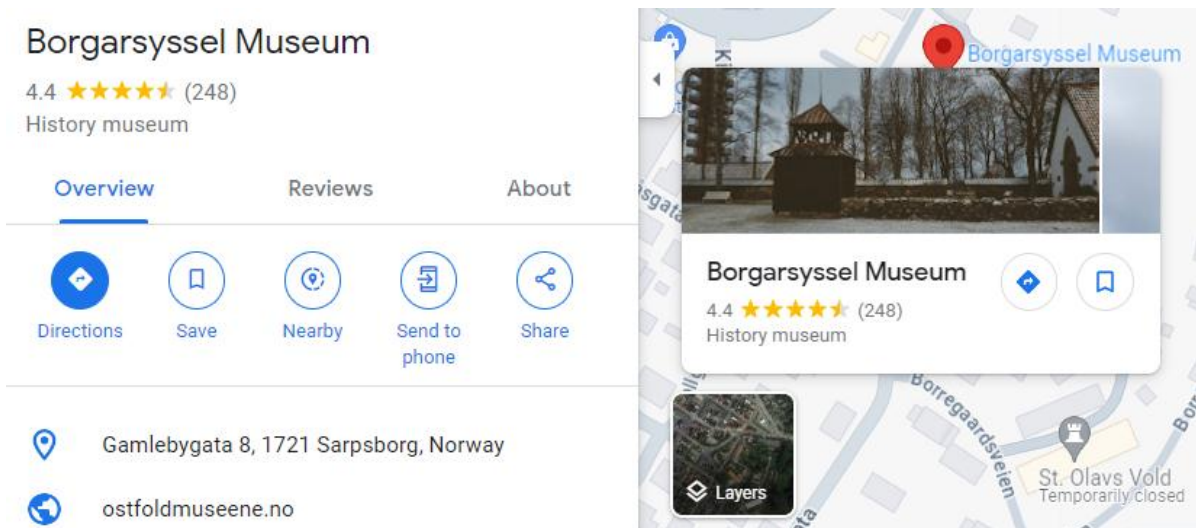 Borgarsyssel Museum
4.4 (248)
History museum
Overview Reviews About
Directions Save Nearby Send to phone Share
Gamlebygata 8, 1721 Sarpsborg, Norway
ostfoldmuseene.no
Borgarsyssel Museum
Borgarsyssel Museum
4.4 (248)
History museum
Borregaardsveien
St. Olavs Vold
Temporarily closed
Layers